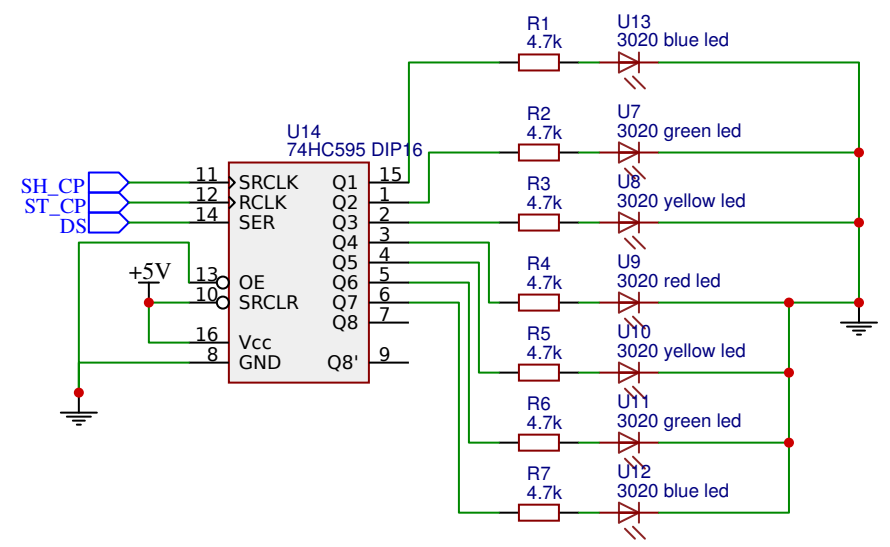 R1
4.7k
U13
3020 blue led
R2
4.7k
U7
3020 green led
U14
74HC595 DIP16
R3
4.7k
U8
3020 yellow led
SH_CP
11
SRCLK
Q1
15
ST_CP
12
RCLK
Q2
1
DS
14
SER
Q3
2
Q4
3
+5V
13
OE
Q5
4
10
SRCLR
Q6
5
Q7
6
Q8
7
16
Vcc
8
GND
Q8'
9
R4
4.7k
U9
3020 red led
R5
4.7k
U10
3020 yellow led
R6
4.7k
U11
3020 green led
R7
4.7k
U12
3020 blue led